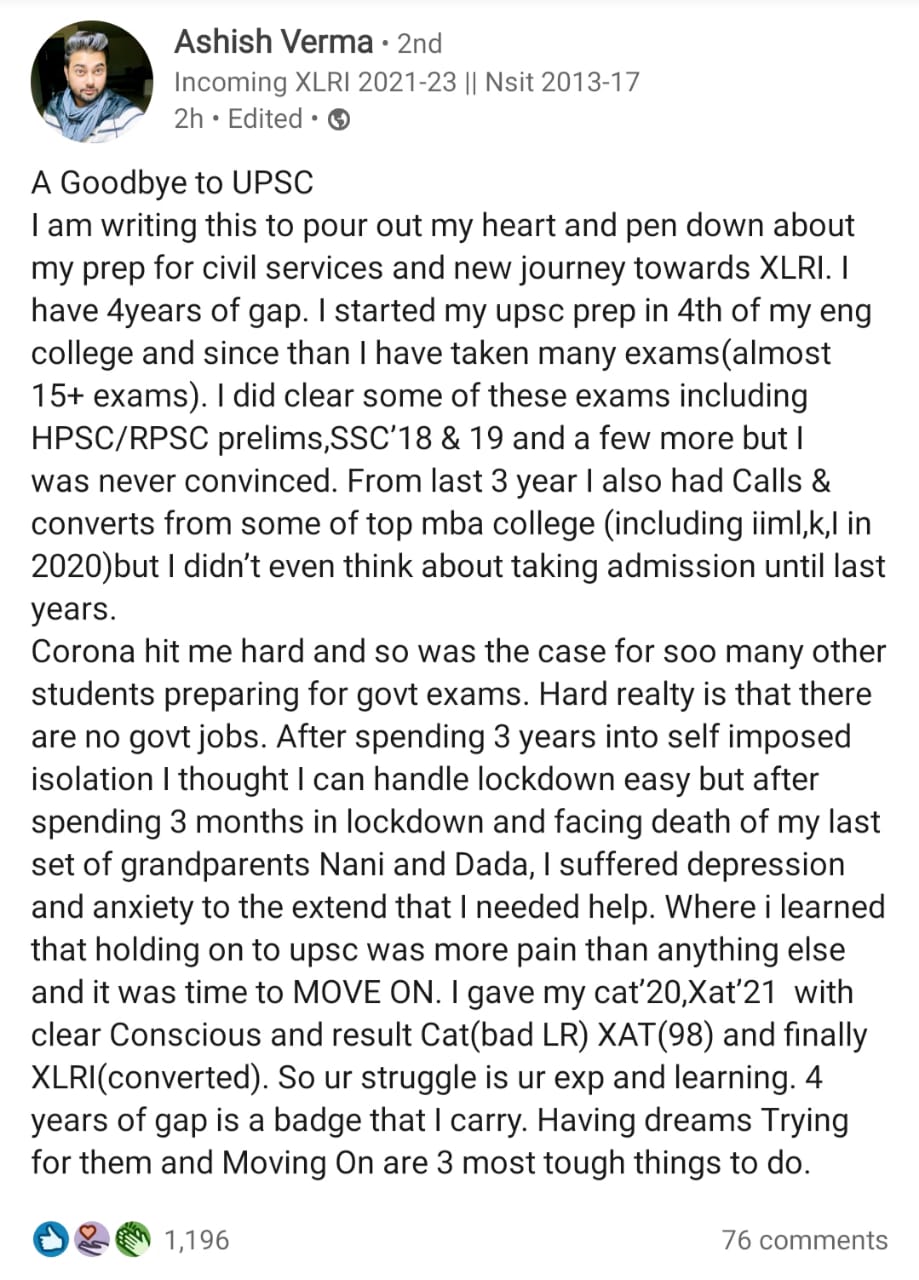 Ashish Verma • 2nd
Incoming XLRI 2021-23 || Nsit 2013-17
2h • Edited •
A Goodbye to UPSC
I am writing this to pour out my heart and pen down about
my prep for civil services and new journey towards XLRI. I
have 4years of gap. I started my upsc prep in 4th of my eng
college and since than I have taken many exams(almost
15+ exams). I did clear some of these exams including
HPSC/RPSC prelims,SSC'18 & 19 and a few more but I
was never convinced. From last 3 year I also had Calls &
converts from some of top mba college (including iiml,k,I in
2020)but I didn't even think about taking admission until last
years.
Corona hit me hard and so was the case for soo many other
students preparing for govt exams. Hard realty is that there
are no govt jobs. After spending 3 years into self imposed
isolation I thought I can handle lockdown easy but after
spending 3 months in lockdown and facing death of my last
set of grandparents Nani and Dada, I suffered depression
and anxiety to the extend that I needed help. Where i learned
that holding on to upsc was more pain than anything else
and it was time to MOVE ON. I gave my cat'20,Xat'21  with
clear Conscious and result Cat(bad LR) XAT(98) and finally
XLRI(converted). So ur struggle is ur exp and learning. 4
years of gap is a badge that I carry. Having dreams Trying
for them and Moving On are 3 most tough things to do.
1,196
76 comments